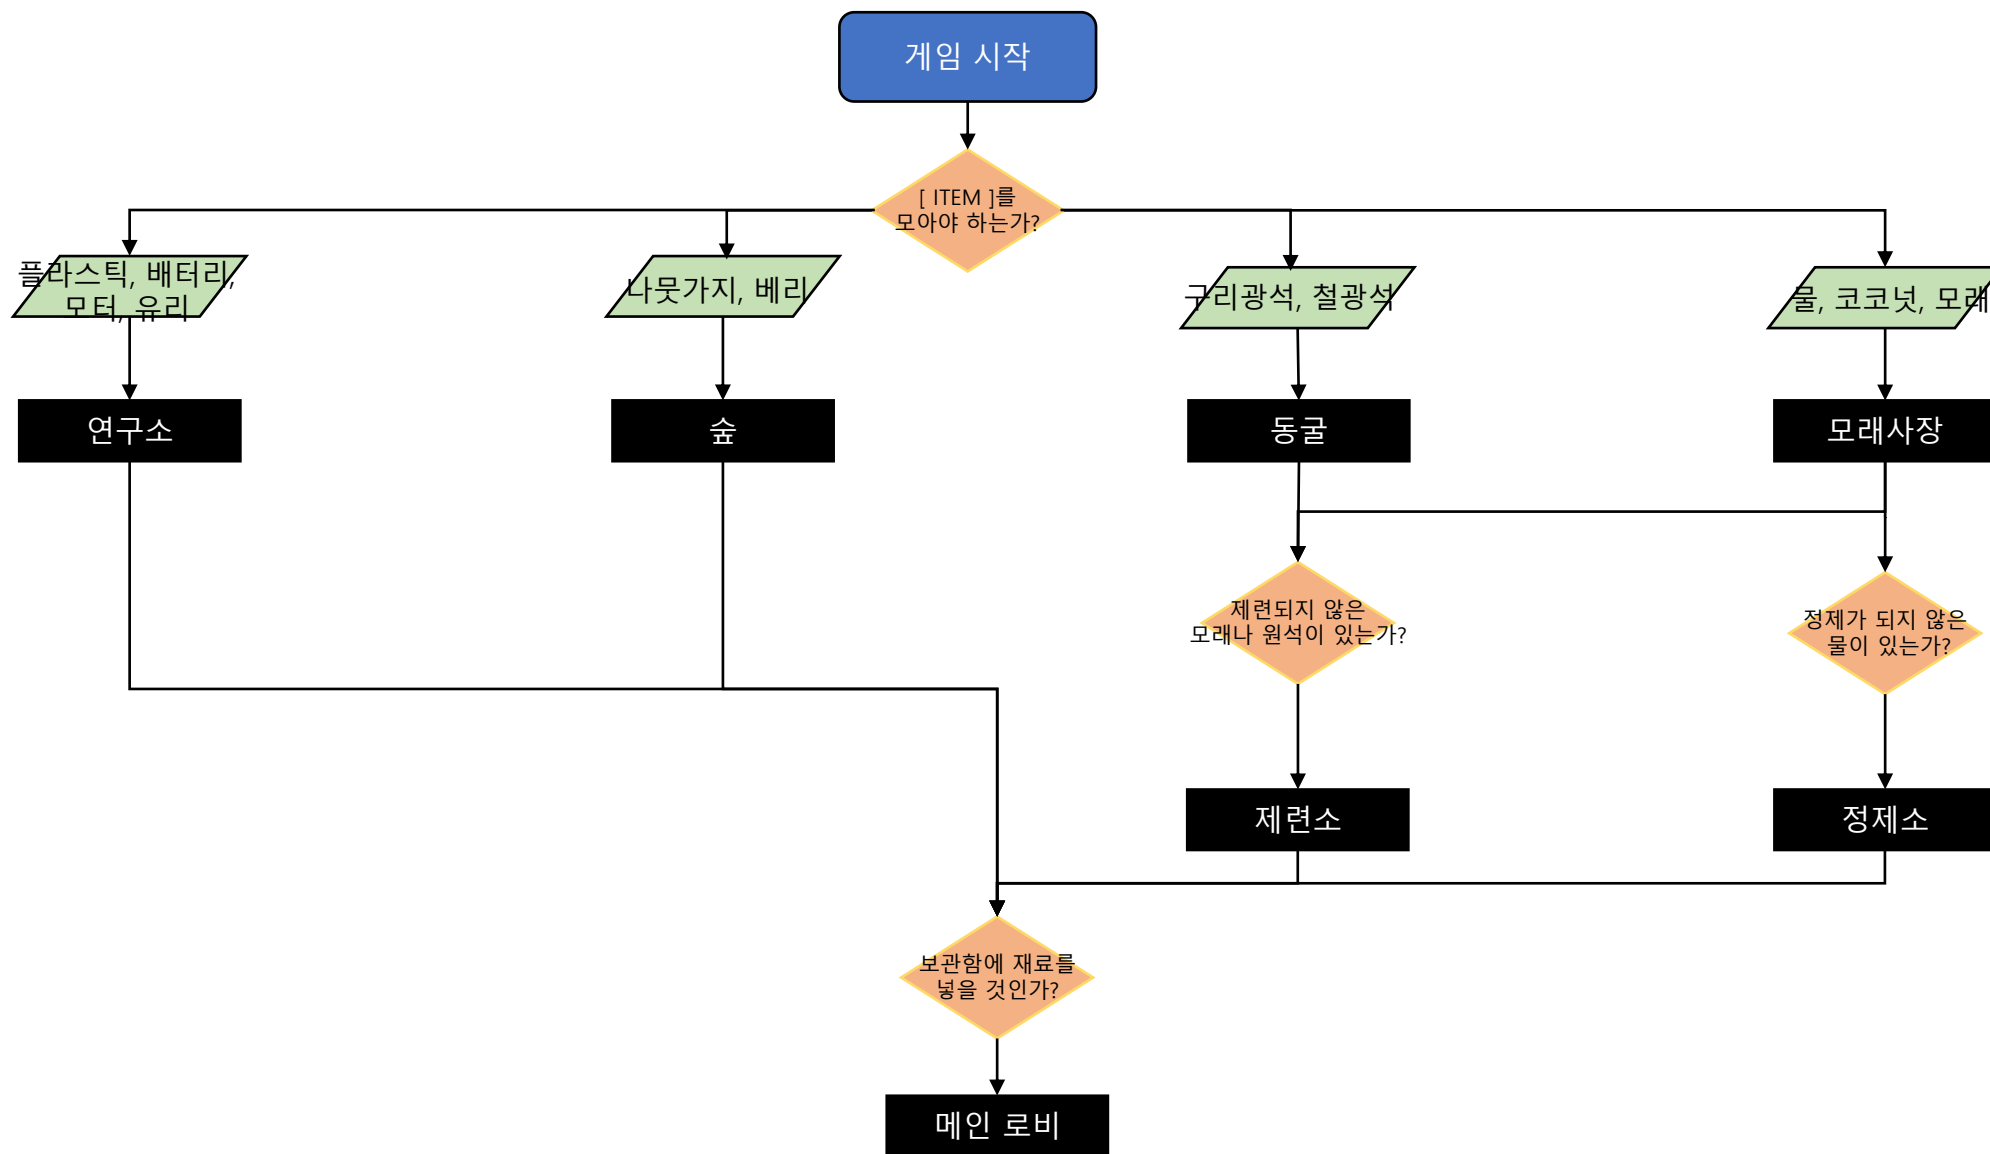 게임 시작
[ ITEM ]를
모아야 하는가?
플라스틱, 배터리,
모터, 유리
나뭇가지, 베리
구리광석, 철광석
물, 코코넛, 모래
연구소
숲
동굴
모래사장
제련되지 않은
모래나 원석이 있는가?
정제가 되지 않은
물이 있는가?
제련소
정제소
보관함에 재료를
넣을 것인가?
메인 로비